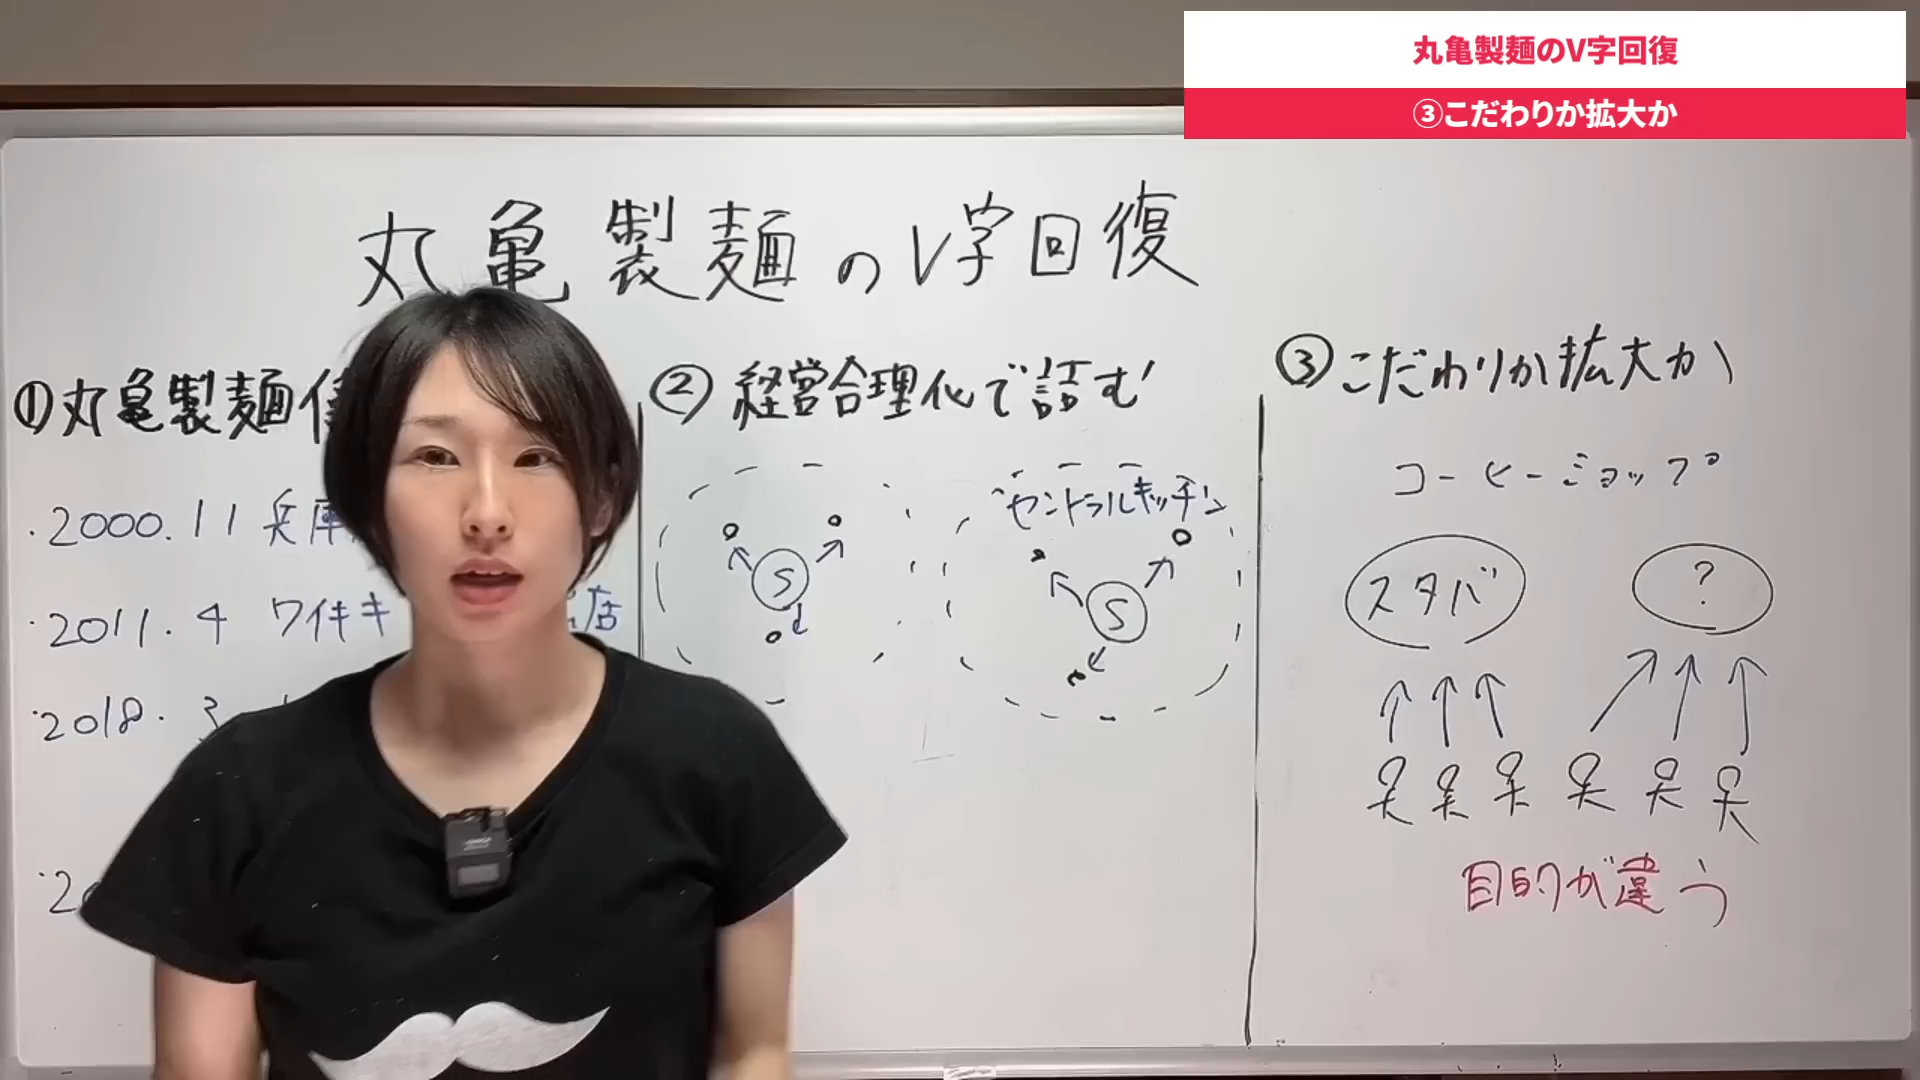 丸亀製麺のV字回復
③こだわりか拡大か
丸亀製麺のV字回復
①丸亀製麺
・2000.11 兵庫
・2011.4 ワイキキ 店
・2018.3
②経営合理化で詰む
S
セントラルキッチン
S
③こだわりか拡大か
コーヒーショップ
スタバ
?
目的が違う